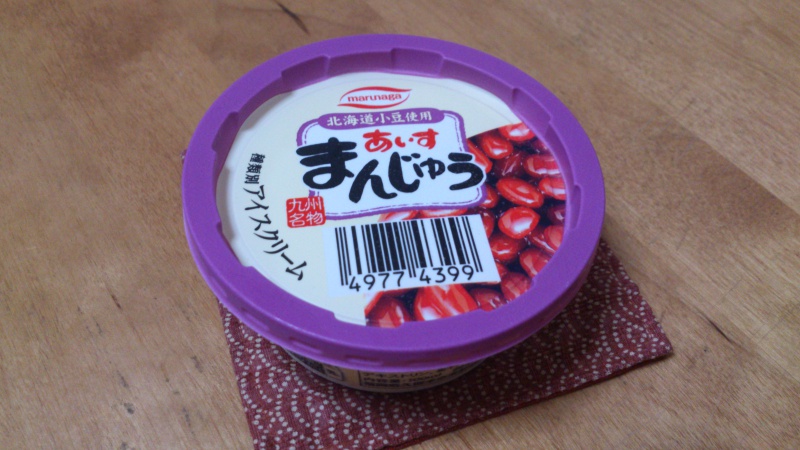 marunaga
北海道小豆使用
あいす
まんじゅう
九州
名物
種類別アイスクリーム
4977 4399